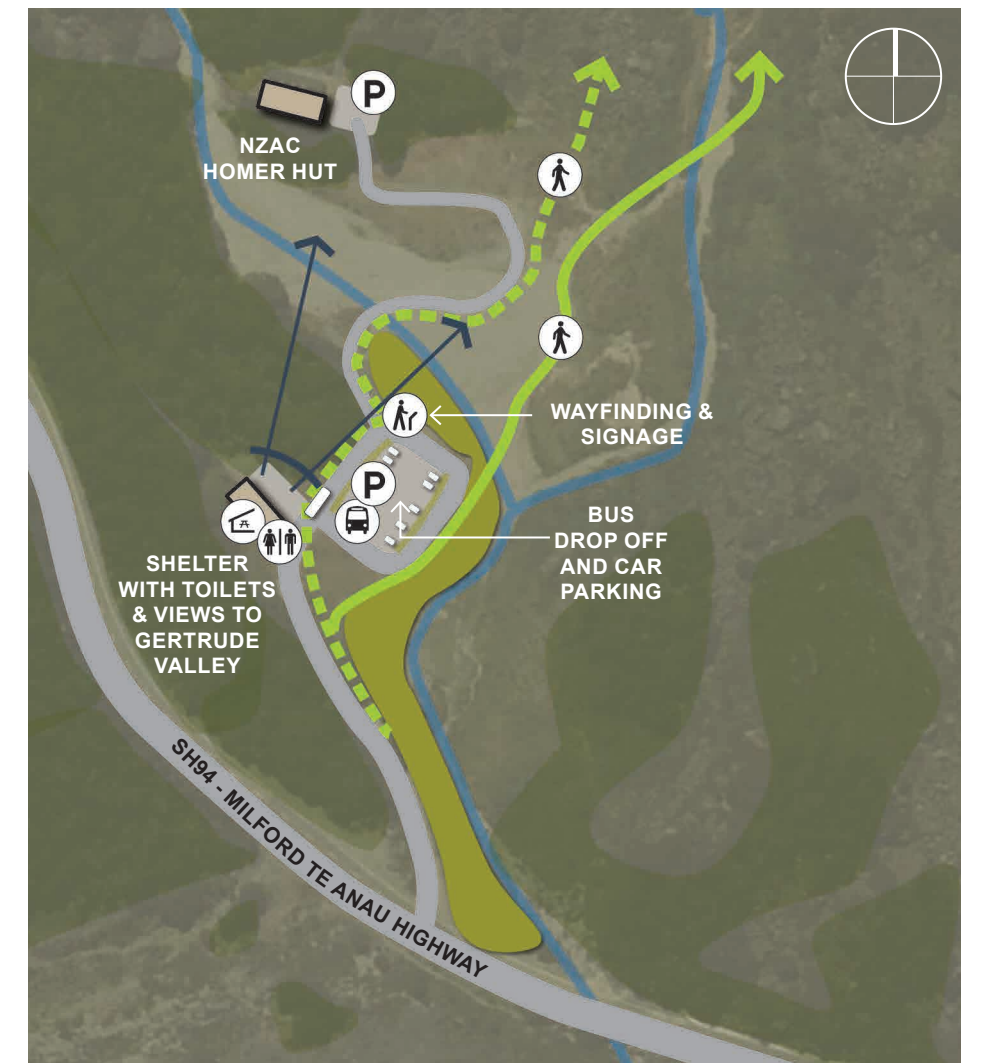 P
NZAC
HOMER HUT
WAYFINDING &
SIGNAGE
P
BUS
DROP OFF
AND CAR
PARKING
SHELTER
WITH TOILETS
& VIEWS TO
GERTRUDE
VALLEY
SH94 - MILFORD TE ANAU HIGHWAY